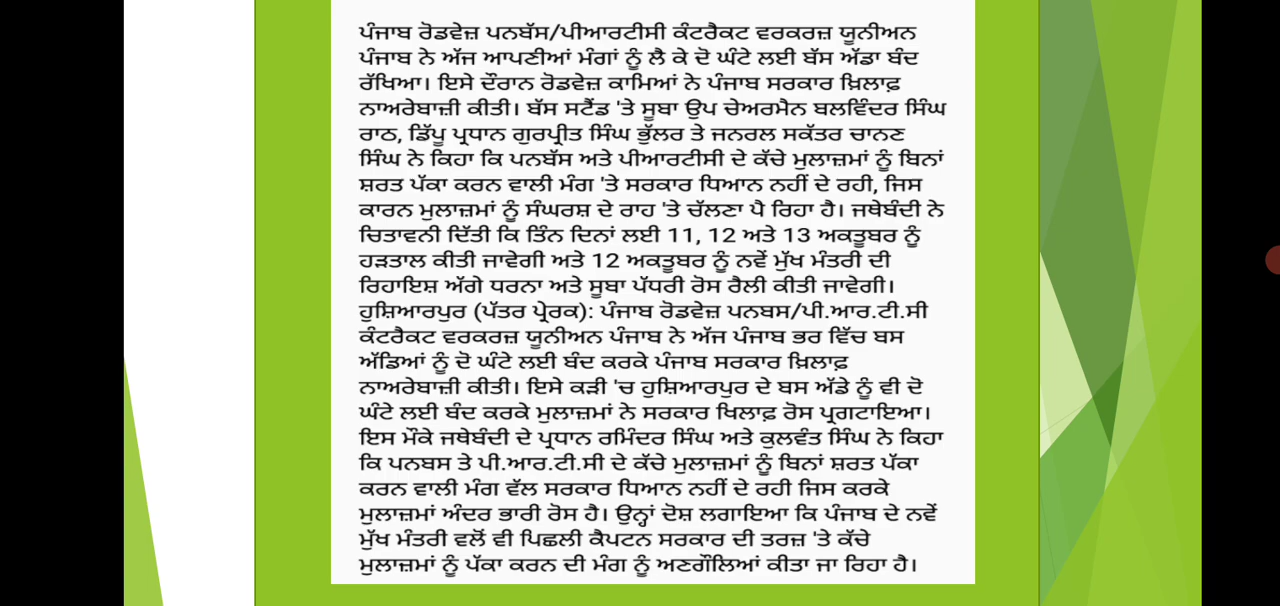 ਪੰਜਾਬ ਰੋਡਵੇਜ਼ ਪਨਬੱਸ/ਪੀਆਰਟੀਸੀ ਕੰਟਰੈਕਟ ਵਰਕਰਜ਼ ਯੂਨੀਅਨ
ਪੰਜਾਬ ਨੇ ਅੱਜ ਆਪਣੀਆਂ ਮੰਗਾਂ ਨੂੰ ਲੈ ਕੇ ਦੋ ਘੰਟੇ ਲਈ ਬੱਸ ਅੱਡਾ ਬੰਦ
ਰੱਖਿਆ। ਇਸੇ ਦੌਰਾਨ ਰੋਡਵੇਜ਼ ਕਾਮਿਆਂ ਨੇ ਪੰਜਾਬ ਸਰਕਾਰ ਖ਼ਿਲਾਫ਼
ਨਾਅਰੇਬਾਜ਼ੀ ਕੀਤੀ। ਬੱਸ ਸਟੈਂਡ 'ਤੇ ਸੂਬਾ ਉਪ ਚੇਅਰਮੈਨ ਬਲਵਿੰਦਰ ਸਿੰਘ
ਰਾਠ, ਡਿੱਪੂ ਪ੍ਰਧਾਨ ਗੁਰਪ੍ਰੀਤ ਸਿੰਘ ਭੁੱਲਰ ਤੇ ਜਨਰਲ ਸਕੱਤਰ ਚਾਨਣ
ਸਿੰਘ ਨੇ ਕਿਹਾ ਕਿ ਪਨਬੱਸ ਅਤੇ ਪੀਆਰਟੀਸੀ ਦੇ ਕੱਚੇ ਮੁਲਾਜ਼ਮਾਂ ਨੂੰ ਬਿਨਾਂ
ਸ਼ਰਤ ਪੱਕਾ ਕਰਨ ਵਾਲੀ ਮੰਗ 'ਤੇ ਸਰਕਾਰ ਧਿਆਨ ਨਹੀਂ ਦੇ ਰਹੀ, ਜਿਸ
ਕਾਰਨ ਮੁਲਾਜ਼ਮਾਂ ਨੂੰ ਸੰਘਰਸ਼ ਦੇ ਰਾਹ 'ਤੇ ਚੱਲਣਾ ਪੈ ਰਿਹਾ ਹੈ। ਜਥੇਬੰਦੀ ਨੇ
ਚਿਤਾਵਨੀ ਦਿੱਤੀ ਕਿ ਤਿੰਨ ਦਿਨਾਂ ਲਈ 11, 12 ਅਤੇ 13 ਅਕਤੂਬਰ ਨੂੰ
ਹੜਤਾਲ ਕੀਤੀ ਜਾਵੇਗੀ ਅਤੇ 12 ਅਕਤੂਬਰ ਨੂੰ ਨਵੇਂ ਮੁੱਖ ਮੰਤਰੀ ਦੀ
ਰਿਹਾਇਸ਼ ਅੱਗੇ ਧਰਨਾ ਅਤੇ ਸੂਬਾ ਪੱਧਰੀ ਰੋਸ ਰੈਲੀ ਕੀਤੀ ਜਾਵੇਗੀ।
ਹੁਸ਼ਿਆਰਪੁਰ (ਪੱਤਰ ਪ੍ਰੇਰਕ): ਪੰਜਾਬ ਰੋਡਵੇਜ਼ ਪਨਬਸ/ਪੀ.ਆਰ.ਟੀ.ਸੀ
ਕੰਟਰੈਕਟ ਵਰਕਰਜ਼ ਯੂਨੀਅਨ ਪੰਜਾਬ ਨੇ ਅੱਜ ਪੰਜਾਬ ਭਰ ਵਿੱਚ ਬਸ
ਅੱਡਿਆਂ ਨੂੰ ਦੋ ਘੰਟੇ ਲਈ ਬੰਦ ਕਰਕੇ ਪੰਜਾਬ ਸਰਕਾਰ ਖ਼ਿਲਾਫ਼
ਨਾਅਰੇਬਾਜ਼ੀ ਕੀਤੀ। ਇਸੇ ਕੜੀ 'ਚ ਹੁਸ਼ਿਆਰਪੁਰ ਦੇ ਬਸ ਅੱਡੇ ਨੂੰ ਵੀ ਦੋ
ਘੰਟੇ ਲਈ ਬੰਦ ਕਰਕੇ ਮੁਲਾਜ਼ਮਾਂ ਨੇ ਸਰਕਾਰ ਖਿਲਾਫ਼ ਰੋਸ ਪ੍ਰਗਟਾਇਆ।
ਇਸ ਮੌਕੇ ਜਥੇਬੰਦੀ ਦੇ ਪ੍ਰਧਾਨ ਰਮਿੰਦਰ ਸਿੰਘ ਅਤੇ ਕੁਲਵੰਤ ਸਿੰਘ ਨੇ ਕਿਹਾ
ਕਿ ਪਨਬਸ ਤੇ ਪੀ.ਆਰ.ਟੀ.ਸੀ ਦੇ ਕੱਚੇ ਮੁਲਾਜ਼ਮਾਂ ਨੂੰ ਬਿਨਾਂ ਸ਼ਰਤ ਪੱਕਾ
ਕਰਨ ਵਾਲੀ ਮੰਗ ਵੱਲ ਸਰਕਾਰ ਧਿਆਨ ਨਹੀਂ ਦੇ ਰਹੀ ਜਿਸ ਕਰਕੇ
ਮੁਲਾਜ਼ਮਾਂ ਅੰਦਰ ਭਾਰੀ ਰੋਸ ਹੈ। ਉਨ੍ਹਾਂ ਦੋਸ਼ ਲਗਾਇਆ ਕਿ ਪੰਜਾਬ ਦੇ ਨਵੇਂ
ਮੁੱਖ ਮੰਤਰੀ ਵਲੋਂ ਵੀ ਪਿਛਲੀ ਕੈਪਟਨ ਸਰਕਾਰ ਦੀ ਤਰਜ਼ 'ਤੇ ਕੱਚੇ
ਮੁਲਾਜ਼ਮਾਂ ਨੂੰ ਪੱਕਾ ਕਰਨ ਦੀ ਮੰਗ ਨੂੰ ਅਣਗੌਲਿਆਂ ਕੀਤਾ ਜਾ ਰਿਹਾ ਹੈ।